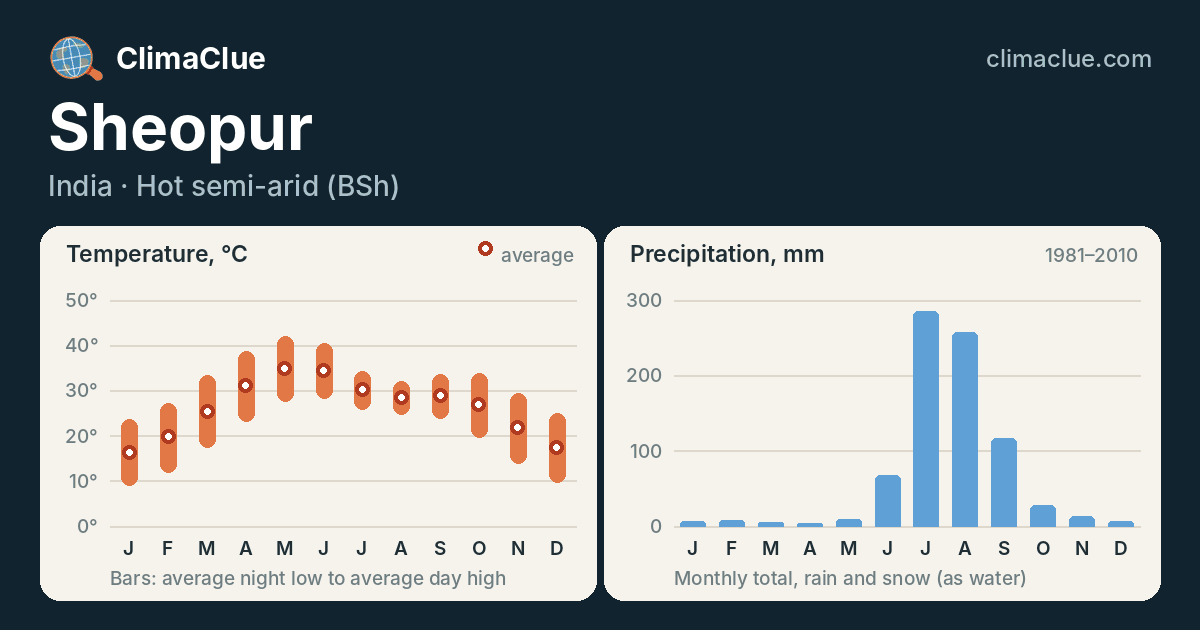 ClimaClue
climaclue.com
Sheopur
India · Hot semi-arid (BSh)
Temperature, °C
average
50°
40°
30°
20°
10°
0°
J F M A M J J A S O N D
Bars: average night low to average day high
Precipitation, mm
1981–2010
300
200
100
0
J F M A M J J A S O N D
Monthly total, rain and snow (as water)